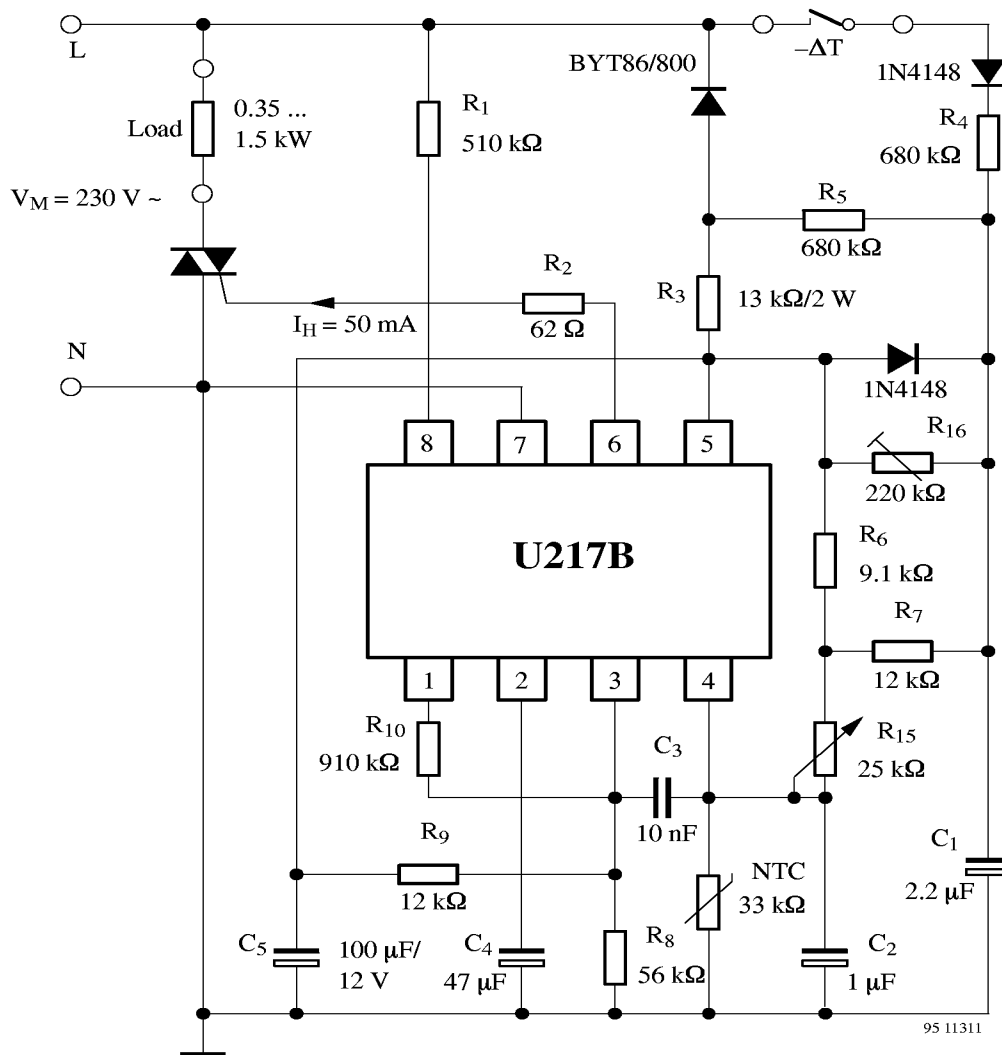 L
−ΔT
BYT86/800
1N4148
R1
510 kΩ
Load
0.35 ...
1.5 kW
R4
680 kΩ
VM = 230 V ~
R5
680 kΩ
R2
62 Ω
R3
13 kΩ/2 W
IH = 50 mA
N
1N4148
8
7
6
5
R16
220 kΩ
U217B
R6
9.1 kΩ
R7
12 kΩ
1
2
3
4
R10
910 kΩ
C3
10 nF
R15
25 kΩ
R9
12 kΩ
NTC
33 kΩ
C1
2.2 μF
C5
100 μF/
12 V
C4
47 μF
R8
56 kΩ
C2
1 μF
95 11311